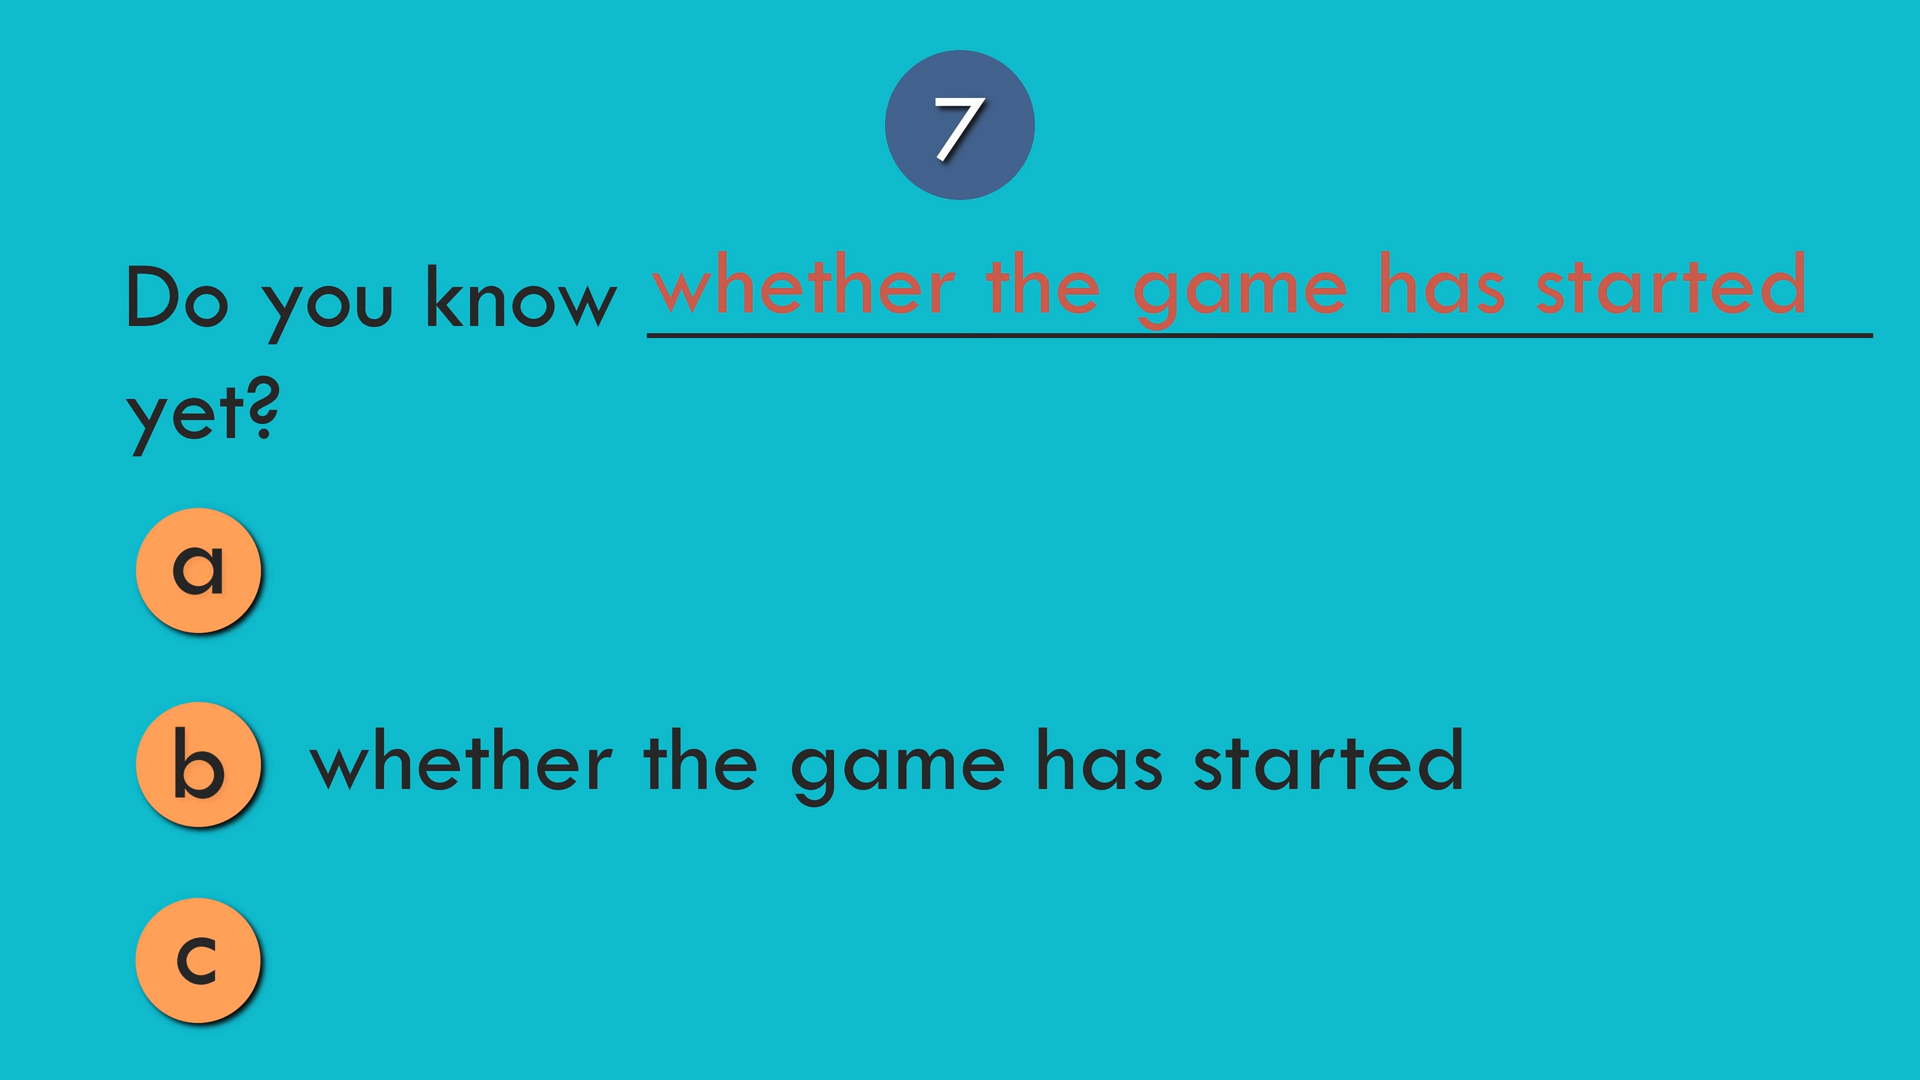 7
Do you know whether the game has started
yet?
a
b whether the game has started
c